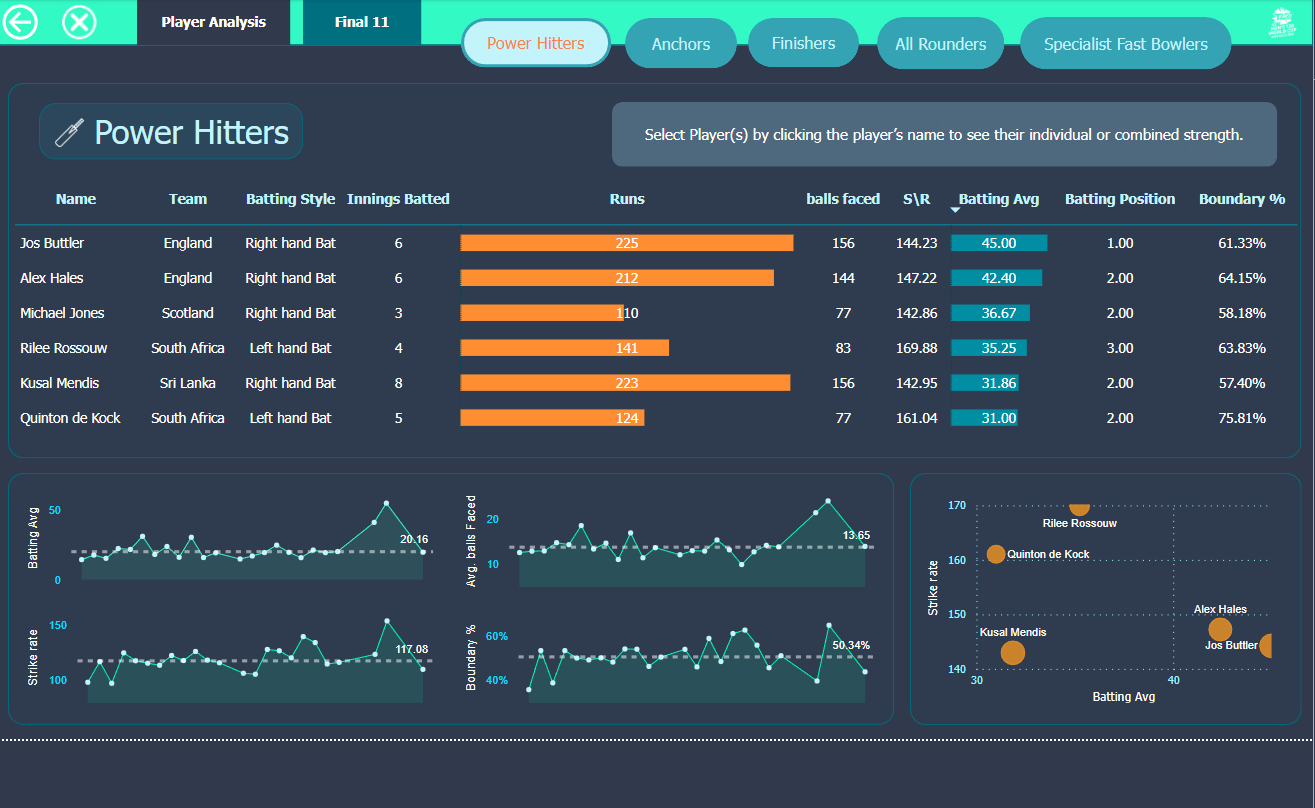 Player Analysis
Final 11
Power Hitters
Anchors
Finishers
All Rounders
Specialist Fast Bowlers
Power Hitters
Select Player(s) by clicking the player's name to see their individual or combined strength.
Name Team Batting Style Innings Batted Runs balls faced S\R Batting Avg Batting Position Boundary %
Jos Buttler England Right hand Bat 6 225 156 144.23 45.00 1.00 61.33%
Alex Hales England Right hand Bat 6 212 144 147.22 42.40 2.00 64.15%
Michael Jones Scotland Right hand Bat 3 110 77 142.86 36.67 2.00 58.18%
Rilee Rossouw South Africa Left hand Bat 4 141 83 169.88 35.25 3.00 63.83%
Kusal Mendis Sri Lanka Right hand Bat 8 223 156 142.95 31.86 2.00 57.40%
Quinton de Kock South Africa Left hand Bat 5 124 77 161.04 31.00 2.00 75.81%
Batting Avg
50
0
20.16
Avg. balls Faced
20
10
13.65
Strike rate
150
100
117.08
Boundary %
60%
40%
50.34%
Strike rate
170
160
150
140
Rilee Rossouw
Quinton de Kock
Alex Hales
Kusal Mendis
Jos Buttler
30 40
Batting Avg